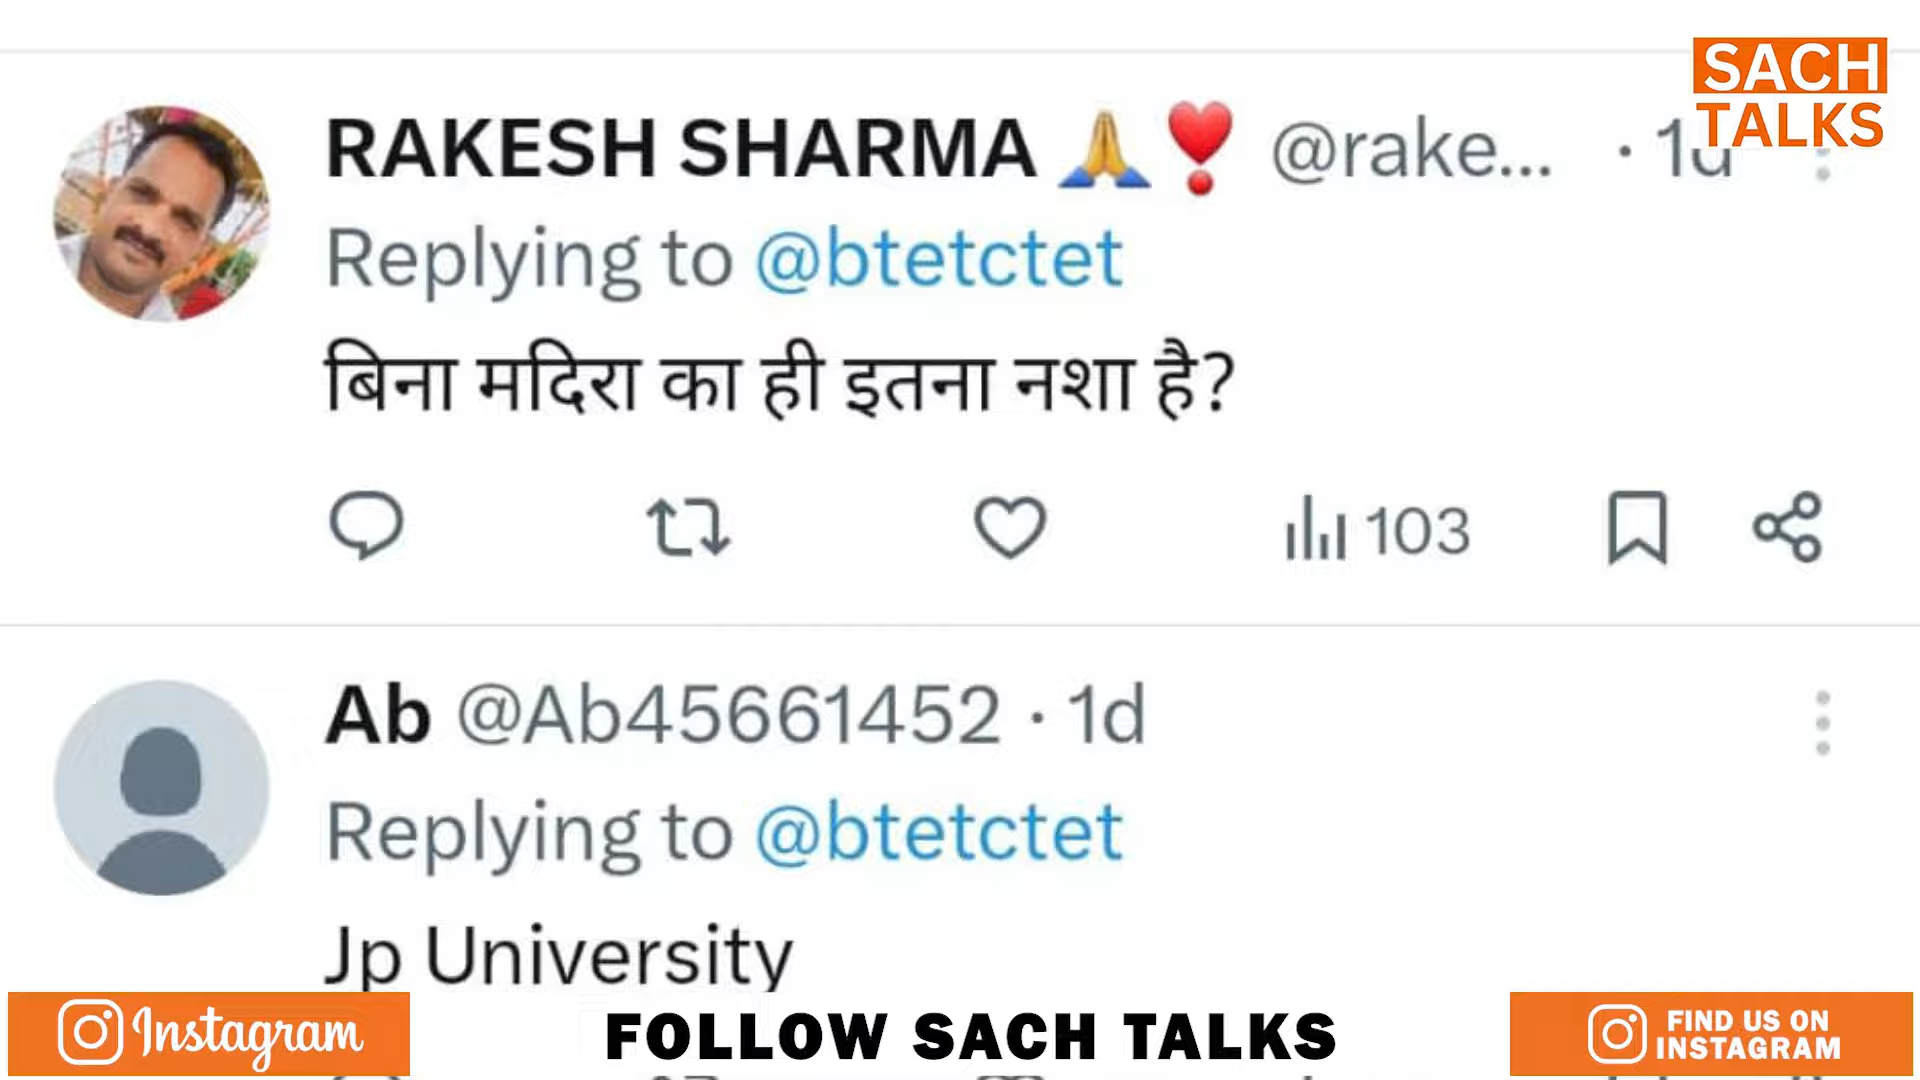 SACH
TALKS
RAKESH SHARMA 🙏❣️ @rake... · 1d
Replying to @btetctet
बिना मदिरा का ही इतना नशा है?
103
Ab @Ab45661452 · 1d
Replying to @btetctet
Jp University
Instagram
FOLLOW SACH TALKS
FIND US ON
INSTAGRAM